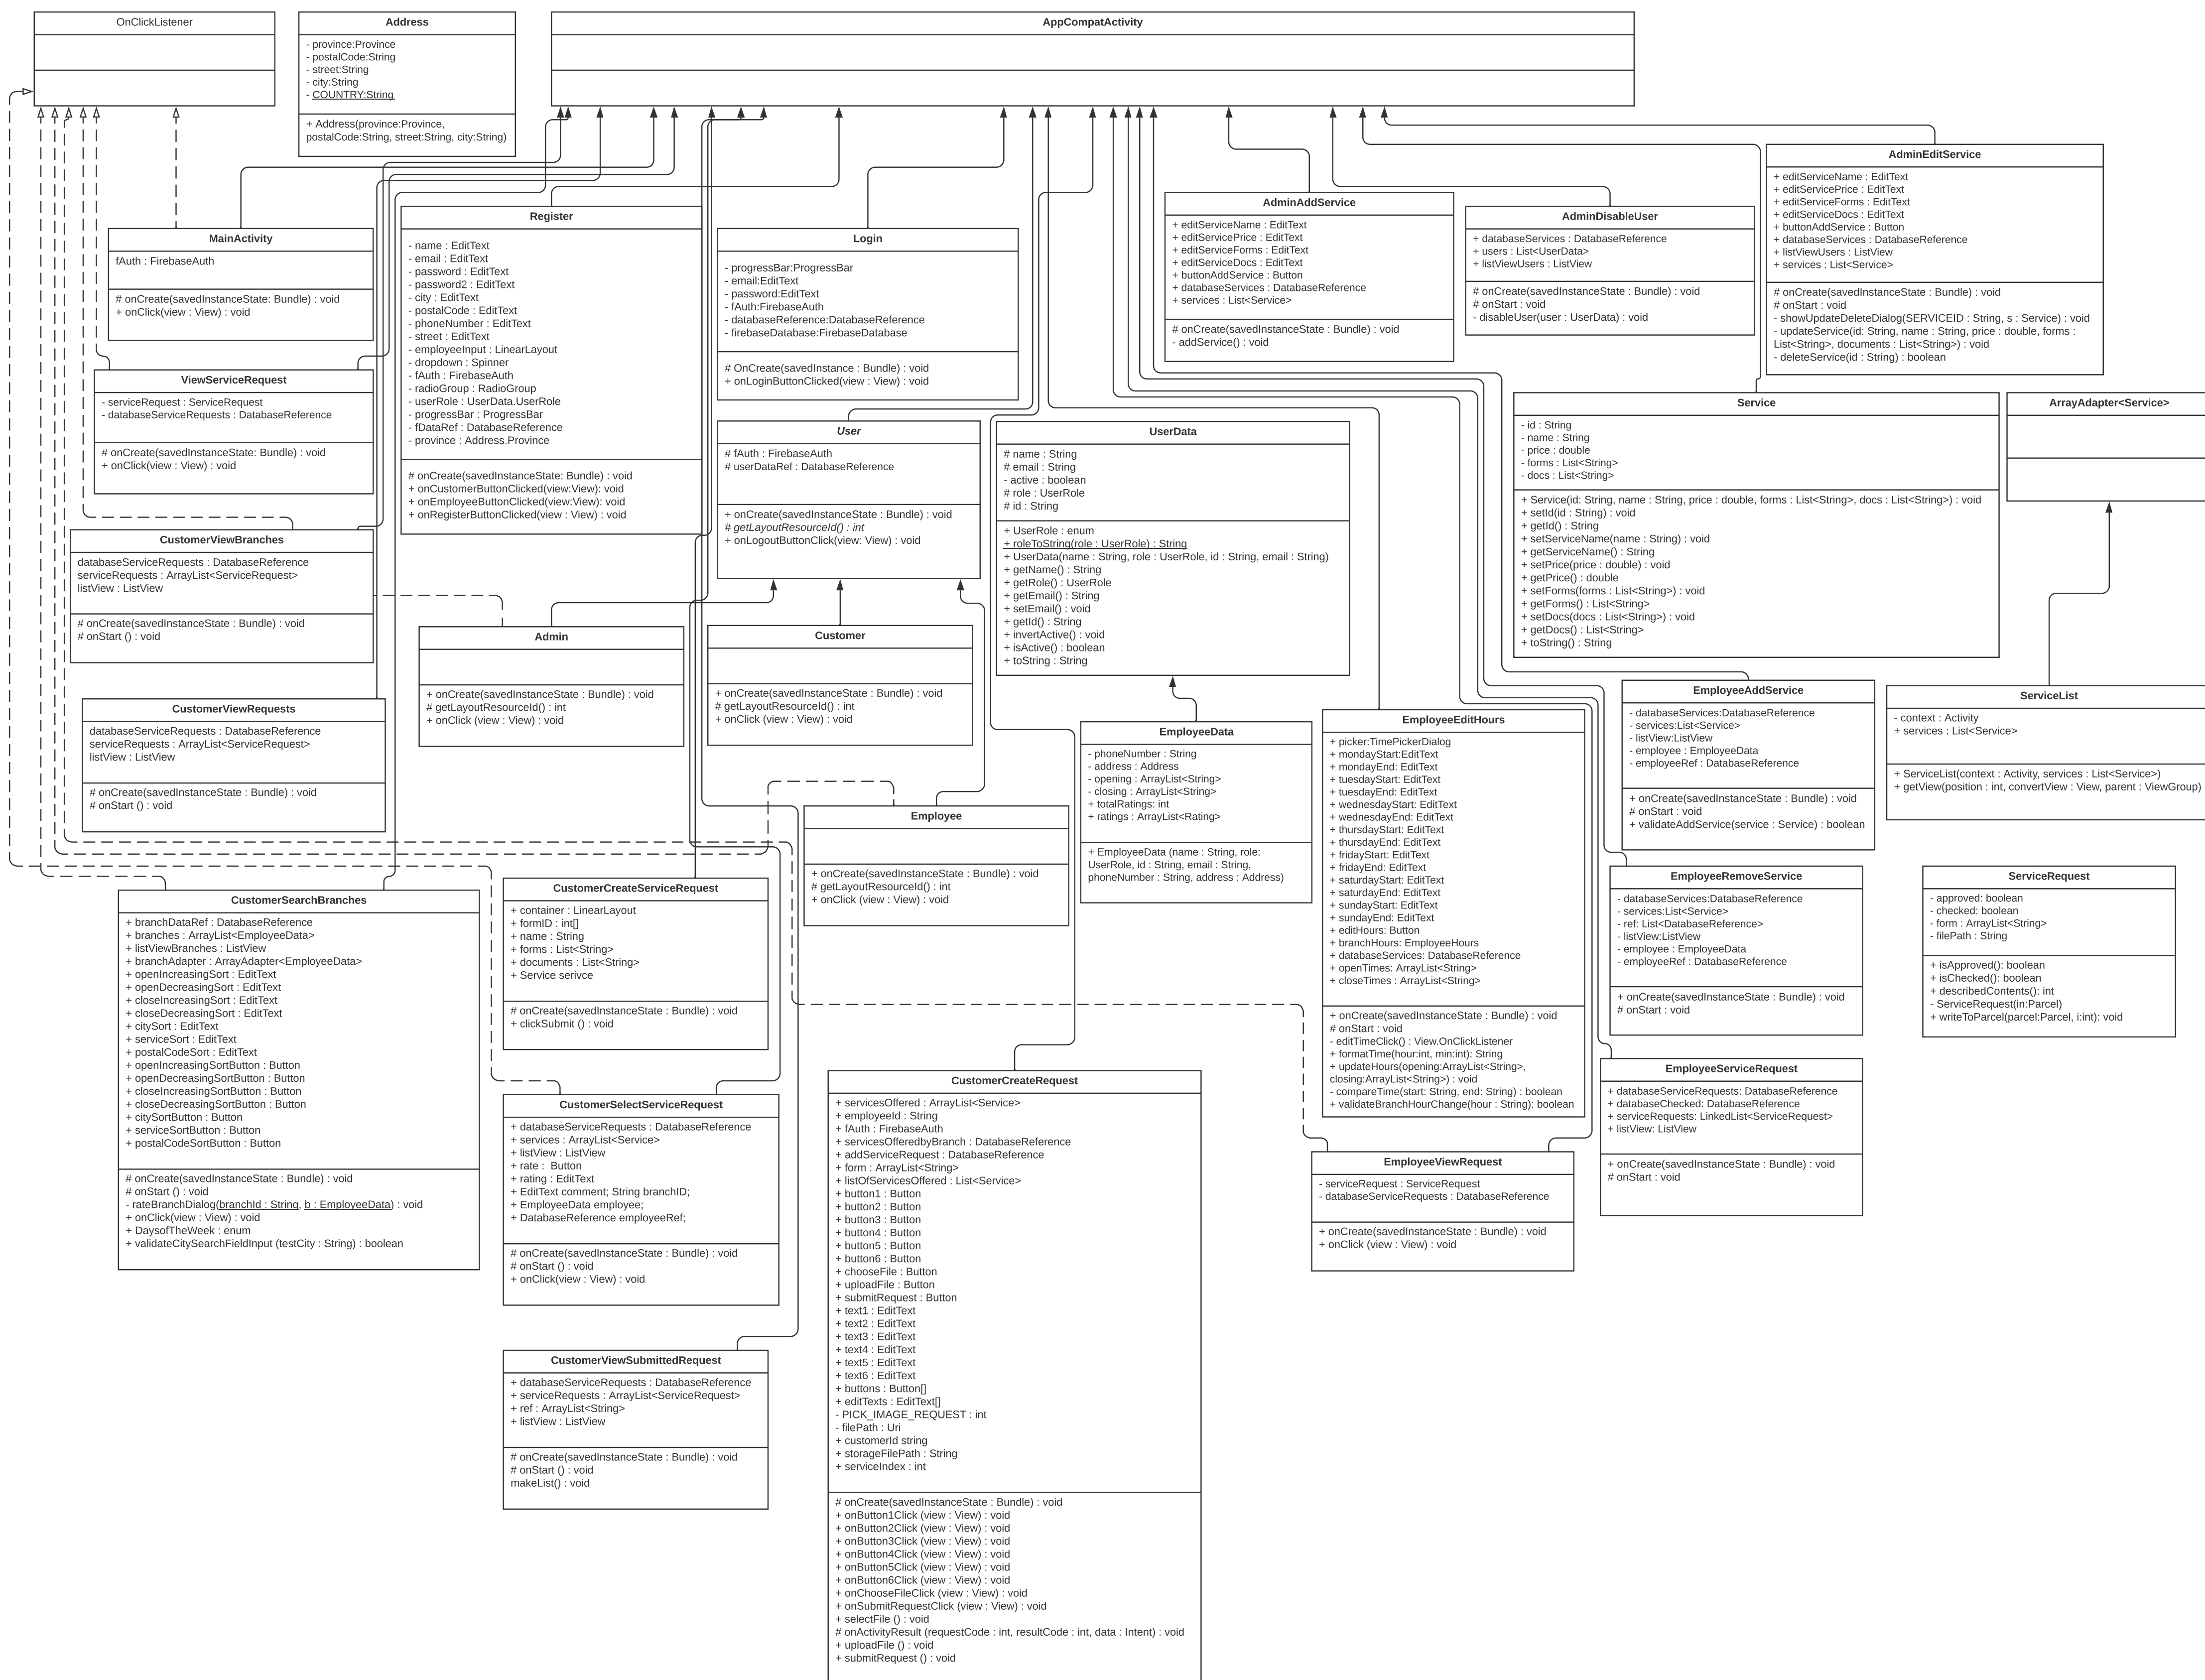 OnClickListener
Address
- province:Province
- postalCode:String
- street:String
- city:String
- COUNTRY:String
+ Address(province:Province,
postalCode:String, street:String, city:String)
AppCompatActivity
MainActivity
fAuth : FirebaseAuth
# onCreate(savedInstanceState: Bundle) : void
+ onClick(view : View) : void
Register
- name : EditText
- email : EditText
- password : EditText
- password2 : EditText
- city : EditText
- postalCode : EditText
- phoneNumber : EditText
- street : EditText
- employeeInput : LinearLayout
- dropdown : Spinner
- fAuth : FirebaseAuth
- radioGroup : RadioGroup
- userRole : UserData.UserRole
- progressBar : ProgressBar
- fDataRef : DatabaseReference
- province : Address.Province
# onCreate(savedInstanceState: Bundle) : void
+ onCustomerButtonClicked(view:View): void
+ onEmployeeButtonClicked(view:View): void
+ onRegisterButtonClicked(view : View) : void
Login
- progressBar:ProgressBar
- email:EditText
- password:EditText
- fAuth:FirebaseAuth
- databaseReference:DatabaseReference
- firebaseDatabase:FirebaseDatabase
# OnCreate(savedInstance : Bundle) : void
+ onLoginButtonClicked(view : View) : void
AdminAddService
+ editServiceName : EditText
+ editServicePrice : EditText
+ editServiceForms : EditText
+ editServiceDocs : EditText
+ buttonAddService : Button
+ databaseServices : DatabaseReference
+ services : List<Service>
# onCreate(savedInstanceState : Bundle) : void
- addService() : void
AdminDisableUser
+ databaseServices : DatabaseReference
+ users : List<UserData>
+ listViewUsers : ListView
# onCreate(savedInstanceState : Bundle) : void
# onStart : void
- disableUser(user : UserData) : void
AdminEditService
+ editServiceName : EditText
+ editServicePrice : EditText
+ editServiceForms : EditText
+ editServiceDocs : EditText
+ buttonAddService : Button
+ databaseServices : DatabaseReference
+ listViewUsers : ListView
+ services : List<Service>
# onCreate(savedInstanceState : Bundle) : void
# onStart : void
- showUpdateDeleteDialog(SERVICEID : String, s : Service) : void
- updateService(id: String, name : String, price : double, forms :
List<String>, documents : List<String>) : void
- deleteService(id : String) : boolean
ViewServiceRequest
- serviceRequest : ServiceRequest
- databaseServiceRequests : DatabaseReference
# onCreate(savedInstanceState: Bundle) : void
+ onClick(view : View) : void
User
# fAuth : FirebaseAuth
# userDataRef : DatabaseReference
+ onCreate(savedInstanceState : Bundle) : void
# getLayoutResourceId() : int
+ onLogoutButtonClick(view: View) : void
UserData
# name : String
# email : String
- active : boolean
# role : UserRole
# id : String
+ UserRole : enum
+ roleToString(role : UserRole) : String
+ UserData(name : String, role : UserRole, id : String, email : String)
+ getName() : String
+ getRole() : UserRole
+ getEmail() : String
+ setEmail() : void
+ getId() : String
+ invertActive() : void
+ isActive() : boolean
+ toString : String
Service
- id : String
- name : String
- price : double
- forms : List<String>
- docs : List<String>
+ Service(id: String, name : String, price : double, forms : List<String>, docs : List<String>) : void
+ setId(id : String) : void
+ getId() : String
+ setServiceName(name : String) : void
+ getServiceName() : String
+ setPrice(price : double) : void
+ getPrice() : double
+ setForms(forms : List<String>) : void
+ getForms() : List<String>
+ setDocs(docs : List<String>) : void
+ getDocs() : List<String>
+ toString() : String
ArrayAdapter<Service>
CustomerViewBranches
databaseServiceRequests : DatabaseReference
serviceRequests : ArrayList<ServiceRequest>
listView : ListView
# onCreate(savedInstanceState : Bundle) : void
# onStart () : void
Admin
+ onCreate(savedInstanceState : Bundle) : void
# getLayoutResourceId() : int
+ onClick (view : View) : void
Customer
+ onCreate(savedInstanceState : Bundle) : void
# getLayoutResourceId() : int
+ onClick (view : View) : void
CustomerViewRequests
databaseServiceRequests : DatabaseReference
serviceRequests : ArrayList<ServiceRequest>
listView : ListView
# onCreate(savedInstanceState : Bundle) : void
# onStart () : void
EmployeeData
- phoneNumber : String
- address : Address
- opening : ArrayList<String>
- closing : ArrayList<String>
+ totalRatings: int
+ ratings : ArrayList<Rating>
+ EmployeeData (name : String, role:
UserRole, id : String, email : String,
phoneNumber : String, address : Address)
EmployeeEditHours
+ picker:TimePickerDialog
+ mondayStart:EditText
+ mondayEnd: EditText
+ tuesdayStart: EditText
+ tuesdayEnd: EditText
+ wednesdayStart: EditText
+ wednesdayEnd: EditText
+ thursdayStart: EditText
+ thursdayEnd: EditText
+ fridayStart: EditText
+ fridayEnd: EditText
+ saturdayStart: EditText
+ saturdayEnd: EditText
+ sundayStart: EditText
+ sundayEnd: EditText
+ editHours: Button
+ branchHours: EmployeeHours
+ databaseServices: DatabaseReference
+ openTimes: ArrayList<String>
+ closeTimes : ArrayList<String>
+ onCreate(savedInstanceState : Bundle) : void
# onStart : void
- editTimeClick() : View.OnClickListener
+ formatTime(hour:int, min:int): String
+ updateHours(opening:ArrayList<String>,
closing:ArrayList<String>) : void
- compareTime(start: String, end: String) : boolean
+ validateBranchHourChange(hour : String): boolean
EmployeeAddService
- databaseServices:DatabaseReference
- services:List<Service>
- listView:ListView
- employee : EmployeeData
- employeeRef : DatabaseReference
+ onCreate(savedInstanceState : Bundle) : void
# onStart : void
+ validateAddService(service : Service) : boolean
ServiceList
- context : Activity
+ services : List<Service>
+ ServiceList(context : Activity, services : List<Service>)
+ getView(position : int, convertView : View, parent : ViewGroup)
Employee
+ onCreate(savedInstanceState : Bundle) : void
# getLayoutResourceId() : int
+ onClick (view : View) : void
CustomerSearchBranches
+ branchDataRef : DatabaseReference
+ branches : ArrayList<EmployeeData>
+ listViewBranches : ListView
+ branchAdapter : ArrayAdapter<EmployeeData>
+ openIncreasingSort : EditText
+ openDecreasingSort : EditText
+ closeIncreasingSort : EditText
+ closeDecreasingSort : EditText
+ citySort : EditText
+ serviceSort : EditText
+ postalCodeSort : EditText
+ openIncreasingSortButton : Button
+ openDecreasingSortButton : Button
+ closeIncreasingSortButton : Button
+ closeDecreasingSortButton : Button
+ citySortButton : Button
+ serviceSortButton : Button
+ postalCodeSortButton : Button
# onCreate(savedInstanceState : Bundle) : void
# onStart () : void
- rateBranchDialog(branchId : String, b : EmployeeData) : void
+ onClick(view : View) : void
+ DaysofTheWeek : enum
+ validateCitySearchFieldInput (testCity : String) : boolean
CustomerCreateServiceRequest
+ container : LinearLayout
+ formID : int[]
+ name : String
+ forms : List<String>
+ documents : List<String>
+ Service serivce
# onCreate(savedInstanceState : Bundle) : void
+ clickSubmit () : void
EmployeeRemoveService
- databaseServices:DatabaseReference
- services:List<Service>
- ref: List<DatabaseReference>
- listView:ListView
- employee : EmployeeData
- employeeRef : DatabaseReference
+ onCreate(savedInstanceState : Bundle) : void
# onStart : void
ServiceRequest
- approved: boolean
- checked: boolean
- form : ArrayList<String>
- filePath : String
+ isApproved(): boolean
+ isChecked(): boolean
+ describedContents(): int
- ServiceRequest(in:Parcel)
+ writeToParcel(parcel:Parcel, i:int): void
CustomerSelectServiceRequest
+ databaseServiceRequests : DatabaseReference
+ services : ArrayList<Service>
+ listView : ListView
+ rate :  Button
+ rating : EditText
+ EditText comment; String branchID;
+ EmployeeData employee;
+ DatabaseReference employeeRef;
# onCreate(savedInstanceState : Bundle) : void
# onStart () : void
+ onClick(view : View) : void
CustomerCreateRequest
+ servicesOffered : ArrayList<Service>
+ employeeId : String
+ fAuth : FirebaseAuth
+ servicesOfferedbyBranch : DatabaseReference
+ addServiceRequest : DatabaseReference
+ form : ArrayList<String>
+ listOfServicesOffered : List<Service>
+ button1 : Button
+ button2 : Button
+ button3 : Button
+ button4 : Button
+ button5 : Button
+ button6 : Button
+ chooseFile : Button
+ uploadFile : Button
+ submitRequest : Button
+ text1 : EditText
+ text2 : EditText
+ text3 : EditText
+ text4 : EditText
+ text5 : EditText
+ text6 : EditText
+ buttons : Button[]
+ editTexts : EditText[]
- PICK_IMAGE_REQUEST : int
- filePath : Uri
+ customerId string
+ storageFilePath : String
+ serviceIndex : int
# onCreate(savedInstanceState : Bundle) : void
+ onButton1Click (view : View) : void
+ onButton2Click (view : View) : void
+ onButton3Click (view : View) : void
+ onButton4Click (view : View) : void
+ onButton5Click (view : View) : void
+ onButton6Click (view : View) : void
+ onChooseFileClick (view : View) : void
+ onSubmitRequestClick (view : View) : void
+ selectFile () : void
# onActivityResult (requestCode : int, resultCode : int, data : Intent) : void
+ uploadFile () : void
+ submitRequest () : void
EmployeeServiceRequest
+ databaseServiceRequests: DatabaseReference
+ databaseChecked: DatabaseReference
+ serviceRequests: LinkedList<ServiceRequest>
+ listView: ListView
+ onCreate(savedInstanceState : Bundle) : void
# onStart : void
EmployeeViewRequest
- serviceRequest : ServiceRequest
- databaseServiceRequests : DatabaseReference
+ onCreate(savedInstanceState : Bundle) : void
+ onClick (view : View) : void
CustomerViewSubmittedRequest
+ databaseServiceRequests : DatabaseReference
+ serviceRequests : ArrayList<ServiceRequest>
+ ref : ArrayList<String>
+ listView : ListView
# onCreate(savedInstanceState : Bundle) : void
# onStart () : void
makeList() : void